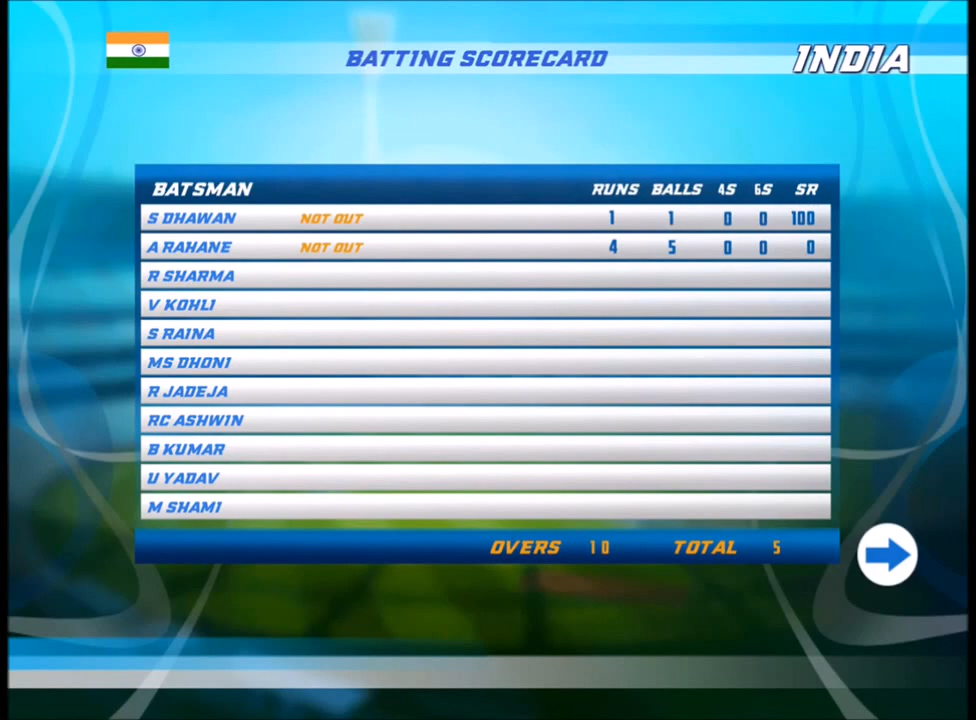 BATTING SCORECARD INDIA
BATSMAN RUNS BALLS 4S 6S SR
S DHAWAN NOT OUT 1 1 0 0 100
A RAHANE NOT OUT 4 5 0 0 0
R SHARMA
V KOHLI
S RAINA
MS DHONI
R JADEJA
RC ASHWIN
B KUMAR
U YADAV
M SHAMI
OVERS 1 0 TOTAL 5